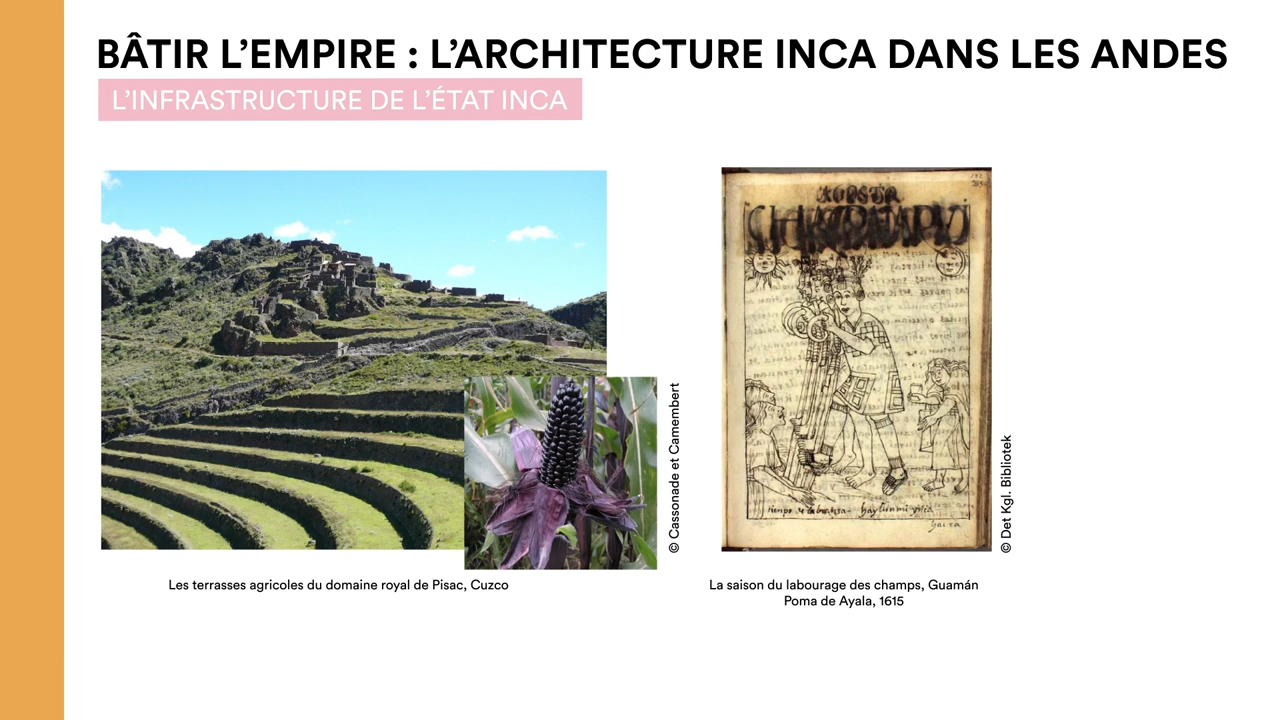 BÂTIR L’EMPIRE : L’ARCHITECTURE INCA DANS LES ANDES
L’INFRASTRUCTURE DE L’ÉTAT INCA
© Cassonade et Camembert
Les terrasses agricoles du domaine royal de Pisac, Cuzco
© Det Kgl. Bibliotek
La saison du labourage des champs, Guamán
Poma de Ayala, 1615